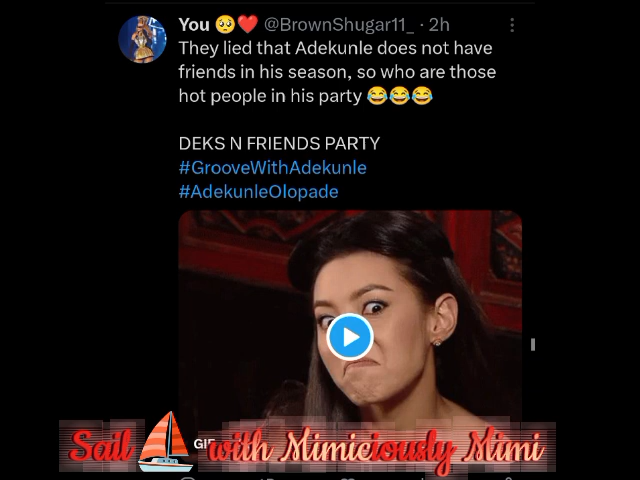 You 🥺❤️ @BrownShugar11_ · 2h
They lied that Adekunle does not have
friends in his season, so who are those
hot people in his party 😂😂😂
DEKS N FRIENDS PARTY
#GrooveWithAdekunle
#AdekunleOlopade
GIF
Sail with Mimiciously Mimi